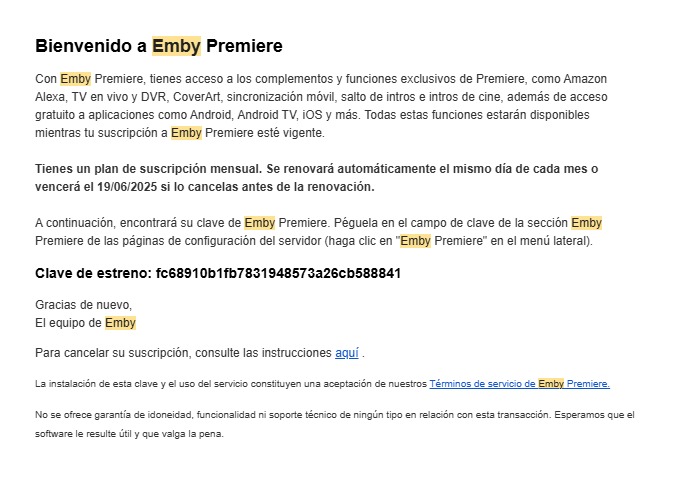 Bienvenido a Emby Premiere
Con Emby Premiere, tienes acceso a los complementos y funciones exclusivos de Premiere, como Amazon
Alexa, TV en vivo y DVR, CoverArt, sincronización móvil, salto de intros e intros de cine, además de acceso
gratuito a aplicaciones como Android, Android TV, iOS y más. Todas estas funciones estarán disponibles
mientras tu suscripción a Emby Premiere esté vigente.
Tienes un plan de suscripción mensual. Se renovará automáticamente el mismo día de cada mes o
vencerá el 19/06/2025 si lo cancelas antes de la renovación.
A continuación, encontrará su clave de Emby Premiere. Péguela en el campo de clave de la sección Emby
Premiere de las páginas de configuración del servidor (haga clic en "Emby Premiere" en el menú lateral).
Clave de estreno: fc68910b1fb7831948573a26cb588841
Gracias de nuevo,
El equipo de Emby
Para cancelar su suscripción, consulte las instrucciones aquí .
La instalación de esta clave y el uso del servicio constituyen una aceptación de nuestros Términos de servicio de Emby Premiere.
No se ofrece garantía de idoneidad, funcionalidad ni soporte técnico de ningún tipo en relación con esta transacción. Esperamos que el
software le resulte útil y que valga la pena.